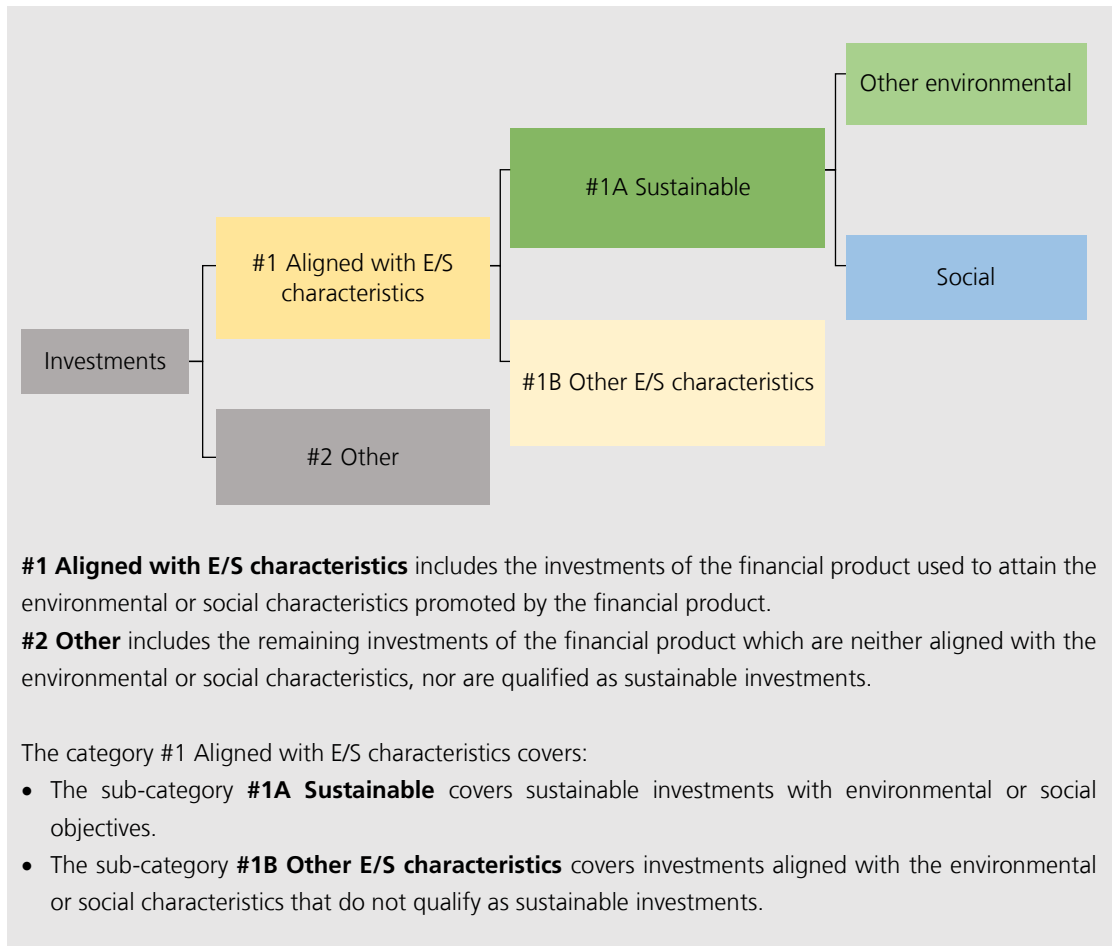 Other environmental
#1A Sustainable
#1 Aligned with E/S
characteristics
Social
Investments
#1B Other E/S characteristics
#2 Other
#1 Aligned with E/S characteristics includes the investments of the financial product used to attain the
environmental or social characteristics promoted by the financial product.
#2 Other includes the remaining investments of the financial product which are neither aligned with the
environmental or social characteristics, nor are qualified as sustainable investments.
The category #1 Aligned with E/S characteristics covers:
• The sub-category #1A Sustainable covers sustainable investments with environmental or social
objectives.
• The sub-category #1B Other E/S characteristics covers investments aligned with the environmental
or social characteristics that do not qualify as sustainable investments.